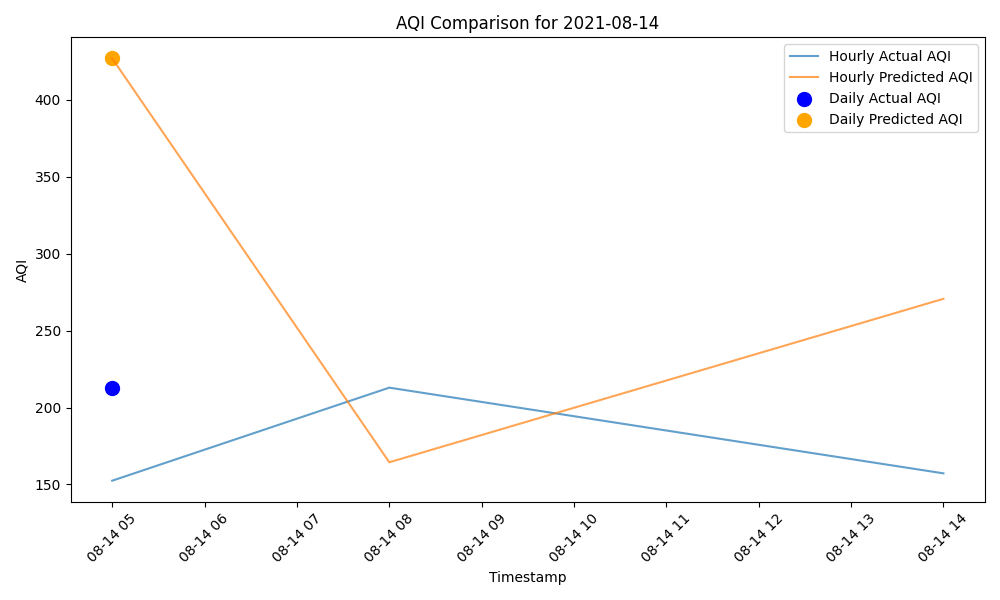 AQI Comparison for 2021-08-14
Hourly Actual AQI
Hourly Predicted AQI
Daily Actual AQI
Daily Predicted AQI
AQI
400
350
300
250
200
150
08-14 05
08-14 06
08-14 07
08-14 08
08-14 09
08-14 10
08-14 11
08-14 12
08-14 13
08-14 14
Timestamp